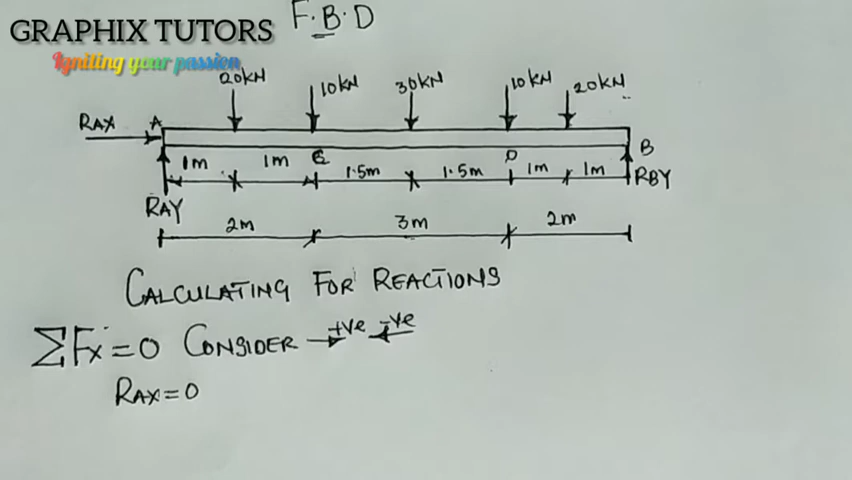 F.B.D
GRAPHIX TUTORS
Igniting your passion
20KN 10KN 30KN 10KN 20KN
RAX A
B
1m 1m C 1.5m 1.5m D 1m 1m
RAY RBY
2m 3m 2m
CALCULATING FOR REACTIONS
ΣFx=0 CONSIDER → +ve ← -ve
RAX=0